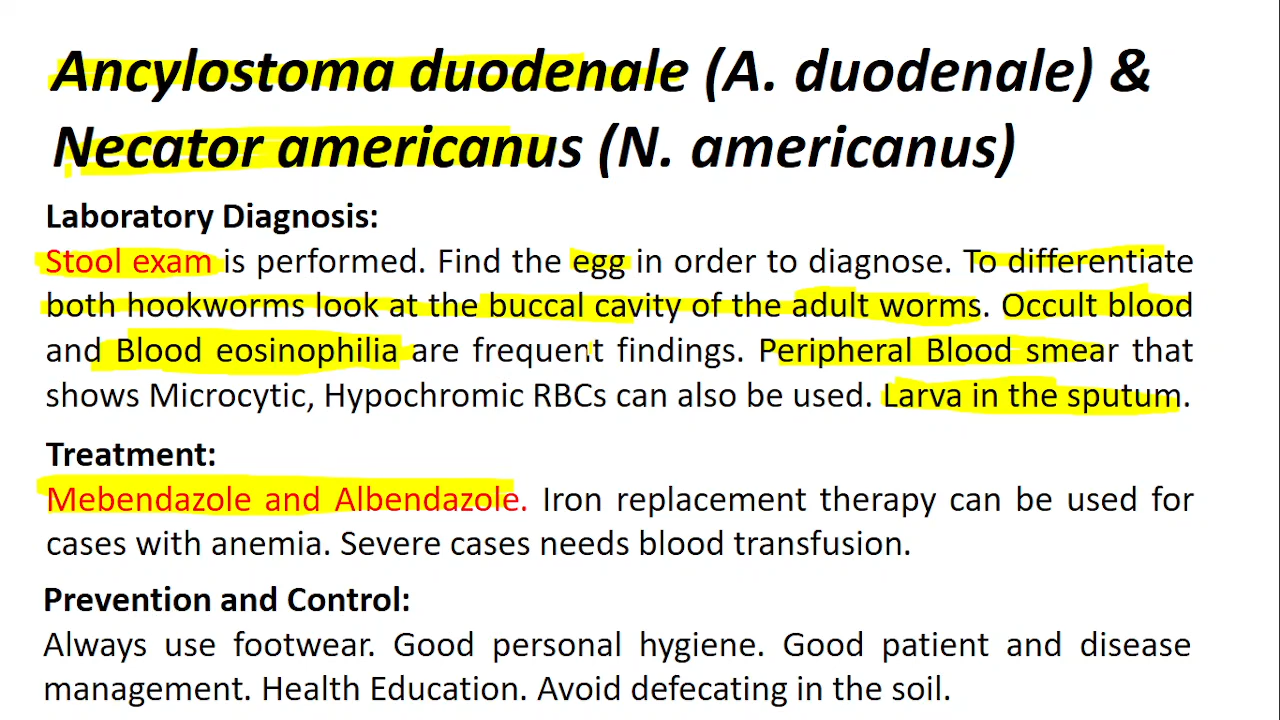 Ancylostoma duodenale (A. duodenale) &
Necator americanus (N. americanus)
Laboratory Diagnosis:
Stool exam is performed. Find the egg in order to diagnose. To differentiate
both hookworms look at the buccal cavity of the adult worms. Occult blood
and Blood eosinophilia are frequent findings. Peripheral Blood smear that
shows Microcytic, Hypochromic RBCs can also be used. Larva in the sputum.
Treatment:
Mebendazole and Albendazole. Iron replacement therapy can be used for
cases with anemia. Severe cases needs blood transfusion.
Prevention and Control:
Always use footwear. Good personal hygiene. Good patient and disease
management. Health Education. Avoid defecating in the soil.